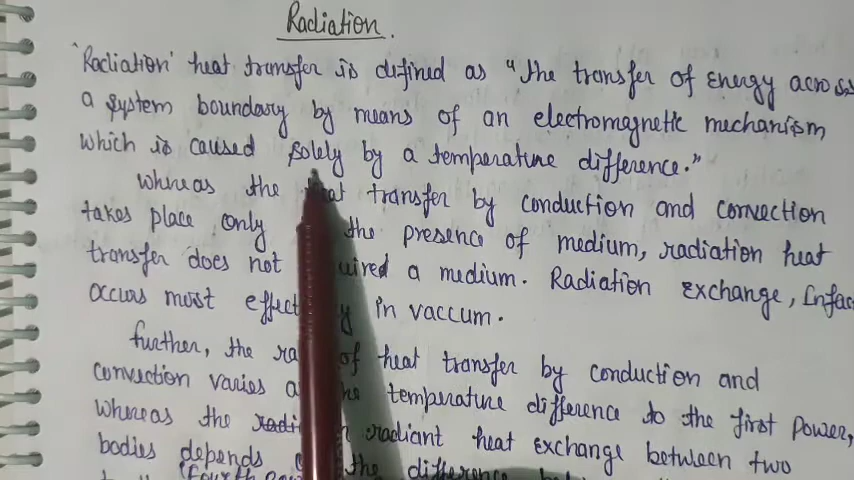 Radiation.
'Radiation' heat transfer is defined as "the transfer of energy across
a system boundary by means of an electromagnetic mechanism
which is caused solely by a temperature difference."
Whereas the heat transfer by conduction and convection
takes place only the presence of medium, radiation heat
transfer does not a medium. Radiation exchange, Infac
occurs most in vaccum.
further, the of heat transfer by conduction and
convection varies temperature difference to the first power,
whereas the radiant heat exchange between two
bodies depends the difference